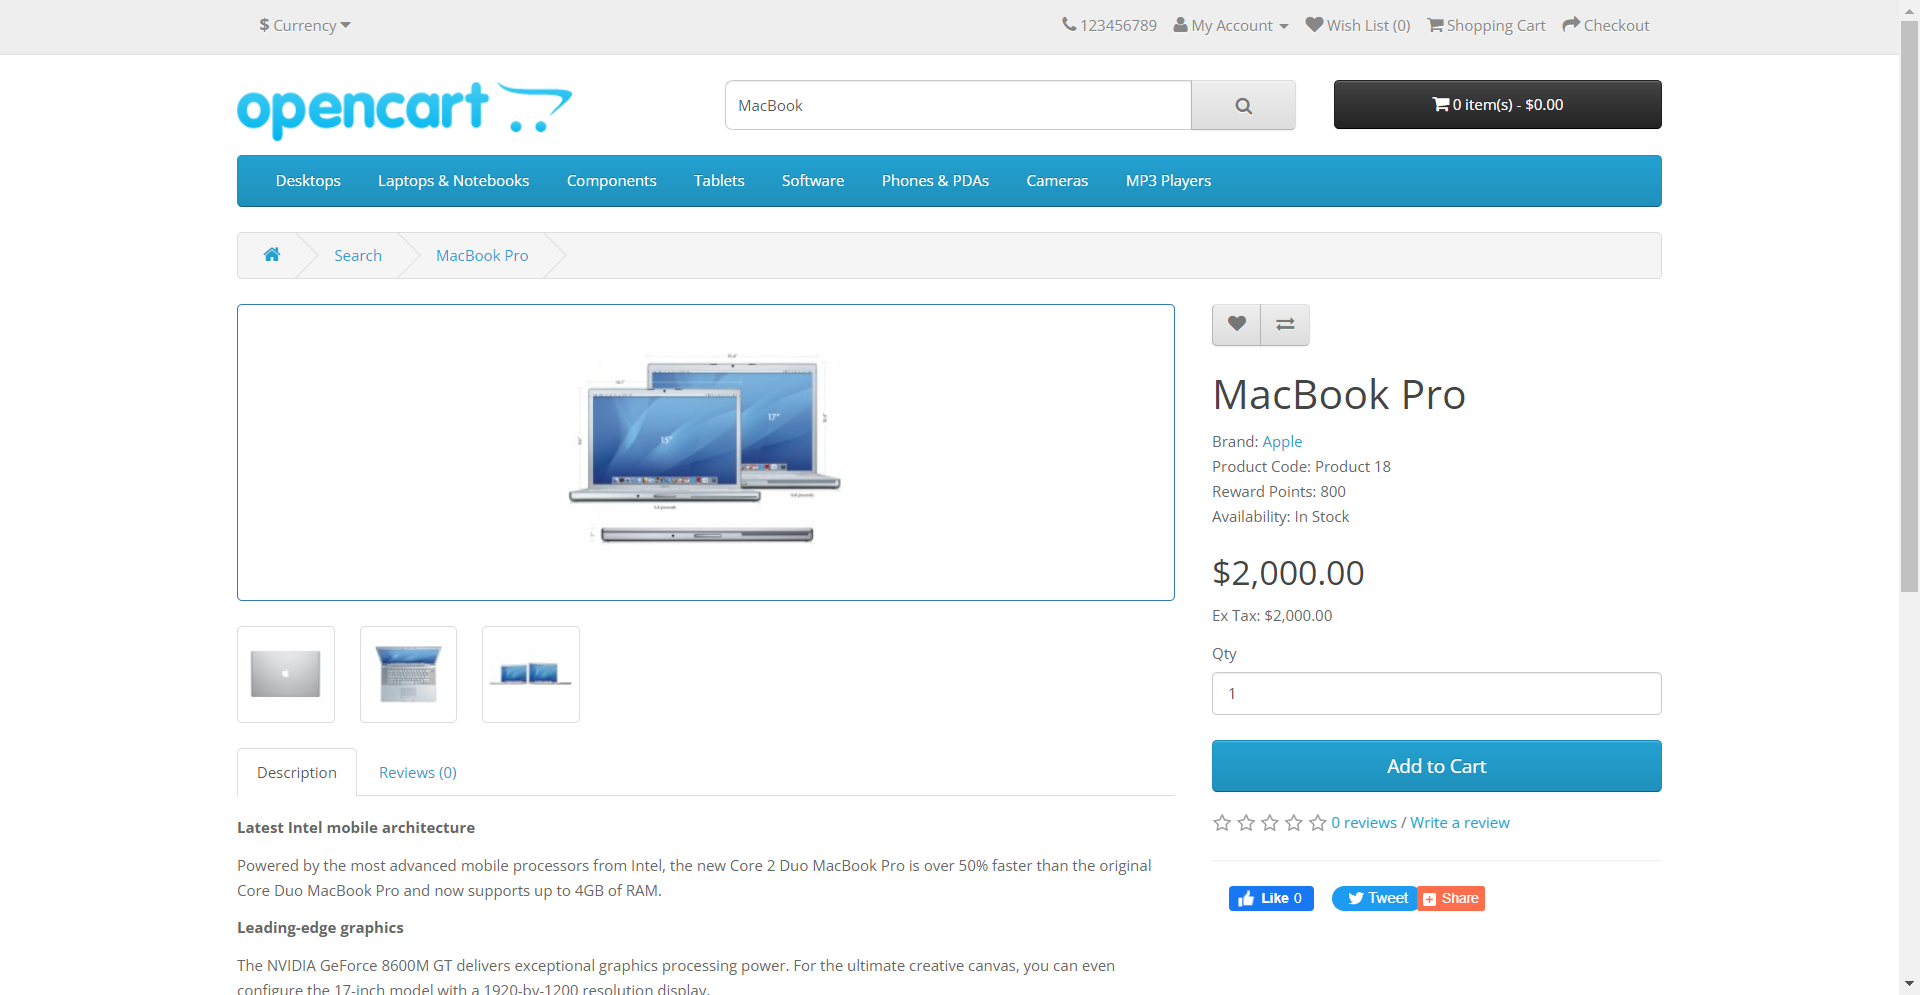 $ Currency
123456789 My Account Wish List (0) Shopping Cart Checkout
opencart
MacBook
0 item(s) - $0.00
Desktops Laptops & Notebooks Components Tablets Software Phones & PDAs Cameras MP3 Players
Search MacBook Pro
17"
15"
MacBook Pro
Brand: Apple
Product Code: Product 18
Reward Points: 800
Availability: In Stock
$2,000.00
Ex Tax: $2,000.00
Qty
1
Add to Cart
0 reviews / Write a review
Like 0 Tweet Share
Description Reviews (0)
Latest Intel mobile architecture
Powered by the most advanced mobile processors from Intel, the new Core 2 Duo MacBook Pro is over 50% faster than the original
Core Duo MacBook Pro and now supports up to 4GB of RAM.
Leading-edge graphics
The NVIDIA GeForce 8600M GT delivers exceptional graphics processing power. For the ultimate creative canvas, you can even
configure the 17-inch model with a 1920-by-1200 resolution display.